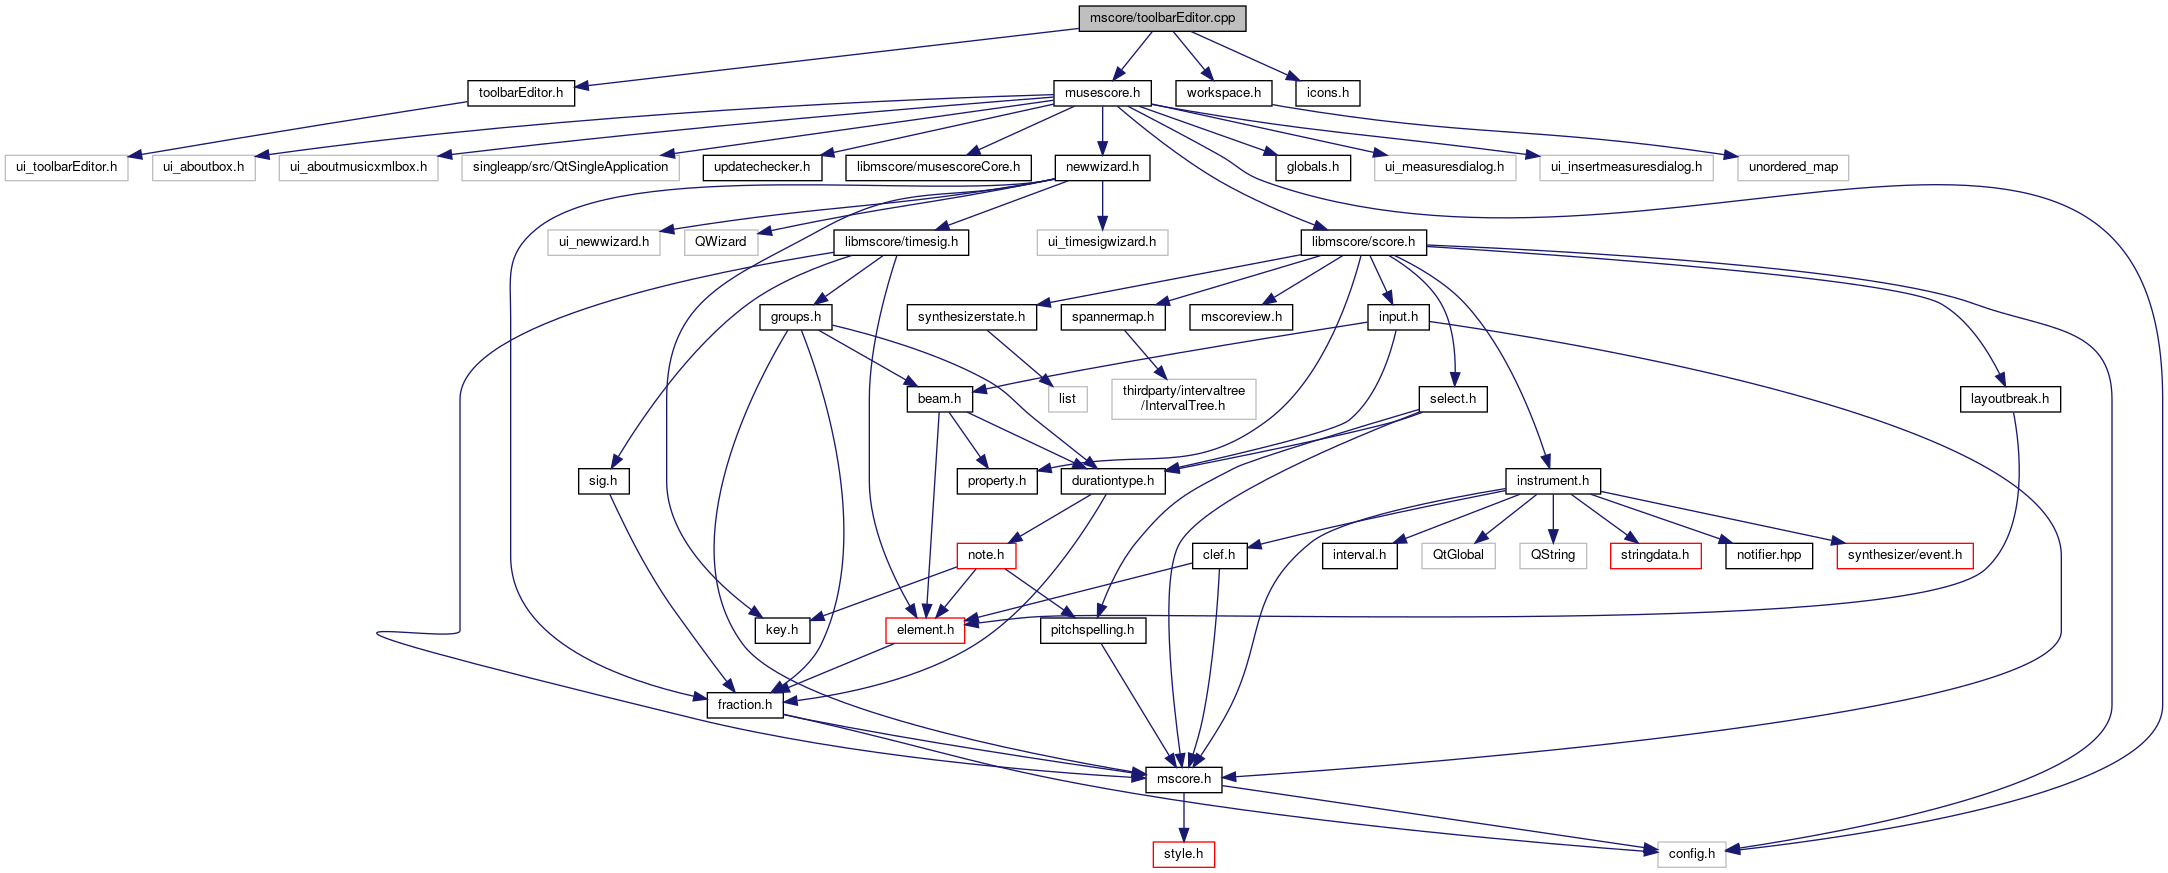 mscore/toolbarEditor.cpp
toolbarEditor.h
musescore.h
workspace.h
icons.h
ui_toolbarEditor.h
ui_aboutbox.h
ui_aboutmusicxmlbox.h
singleapp/src/QtSingleApplication
updatechecker.h
libmscore/musescoreCore.h
newwizard.h
globals.h
ui_measuresdialog.h
ui_insertmeasuresdialog.h
unordered_map
ui_newwizard.h
QWizard
libmscore/timesig.h
ui_timesigwizard.h
libmscore/score.h
groups.h
synthesizerstate.h
spannermap.h
mscoreview.h
input.h
beam.h
list
thirdparty/intervaltree
/IntervalTree.h
select.h
layoutbreak.h
sig.h
property.h
durationtype.h
instrument.h
note.h
clef.h
interval.h
QtGlobal
QString
stringdata.h
notifier.hpp
synthesizer/event.h
key.h
element.h
pitchspelling.h
fraction.h
mscore.h
style.h
config.h